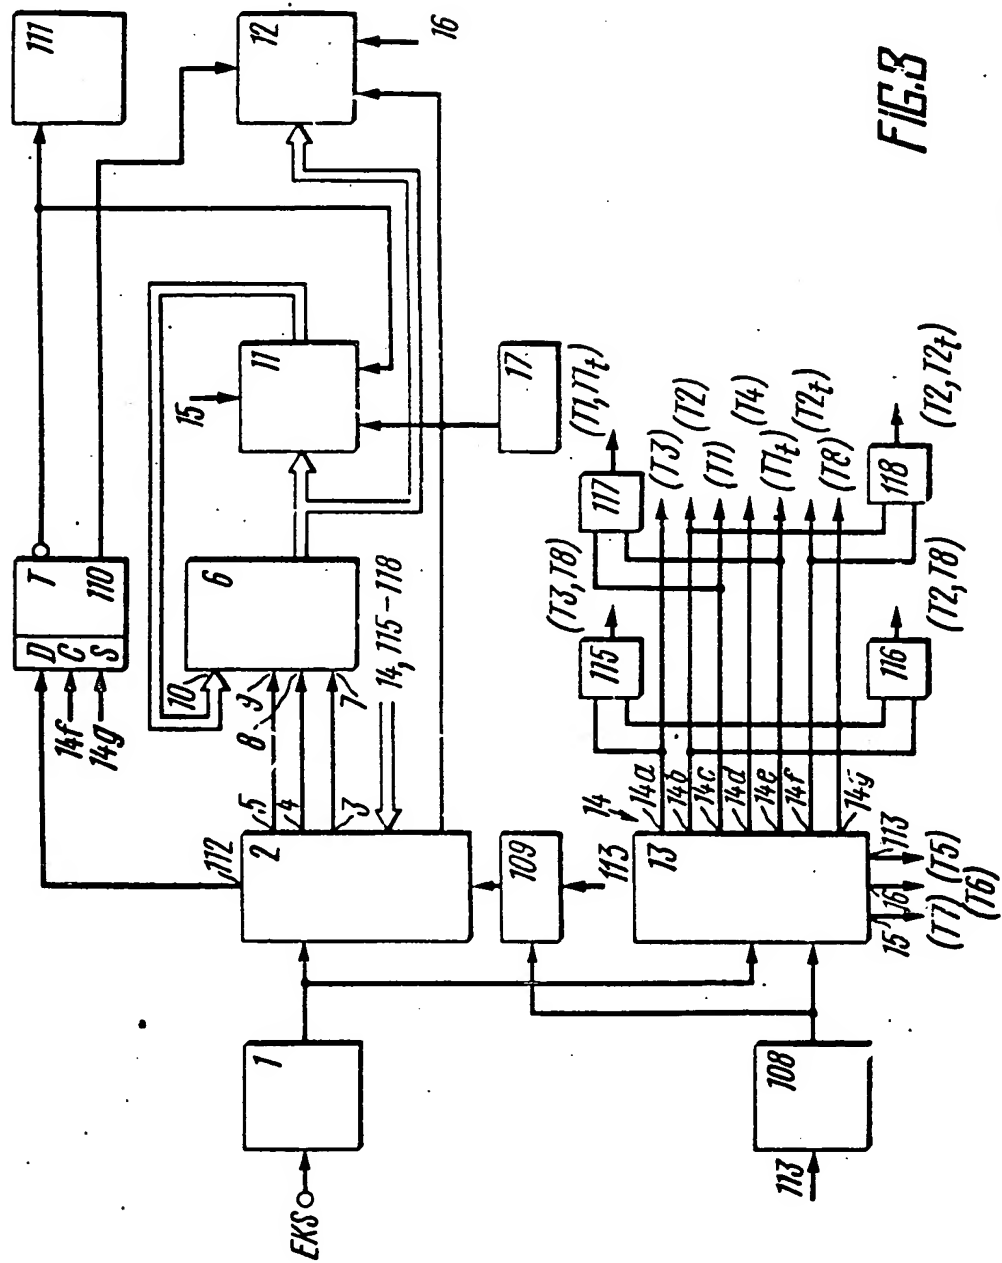 111
12
16
FIG.8
15
11
17
(T1, T1t)
(T3)
(T2)
(T1)
(T4)
(T1t)
(T2t)
(T8)
(T2, T2t)
117
118
D T
C
S 110
14f
14g
6
10
9
8
7
14, 115-118
(T3, T8)
115
116
(T2, T8)
112
2
5
4
3
109
113
14
14a
14b
14c
14d
14e
14f
14g
13
113
16
15
(T5)
(T6)
(T7)
1
108
EKS
113